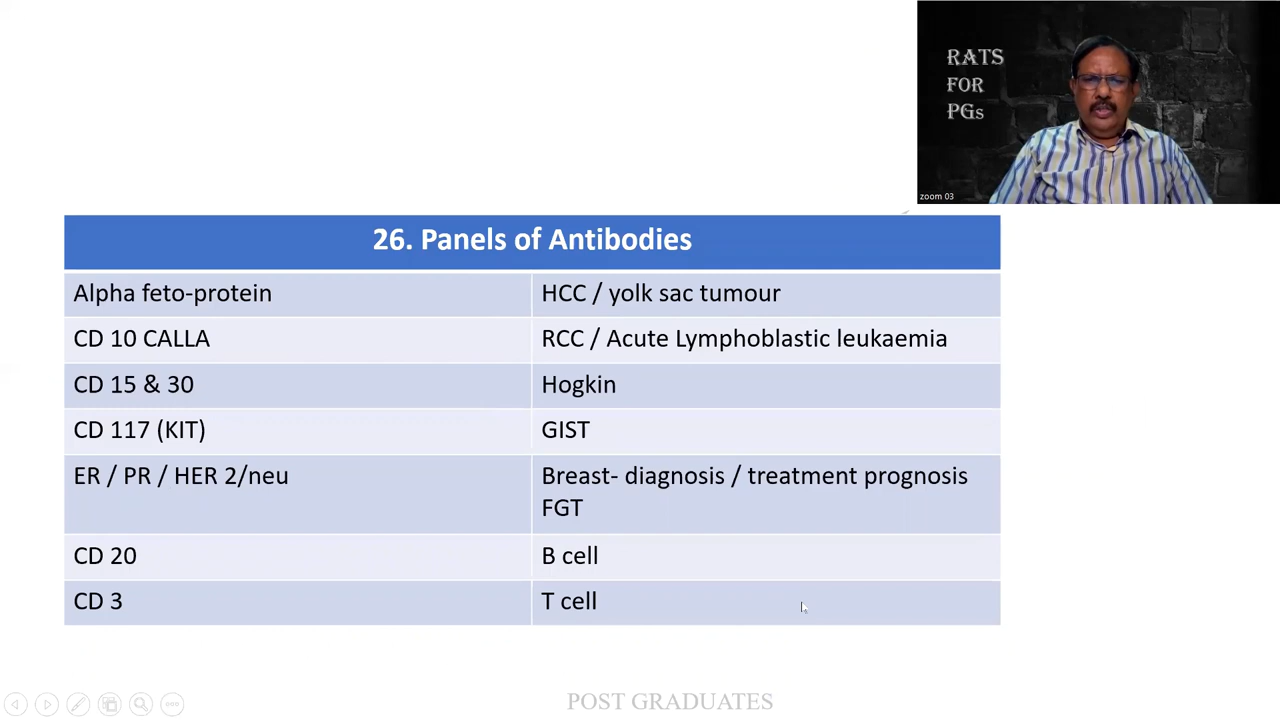 RATS
FOR
PGs
zoom 03
26. Panels of Antibodies
Alpha feto-protein
HCC / yolk sac tumour
CD 10 CALLA
RCC / Acute Lymphoblastic leukaemia
CD 15 & 30
Hogkin
CD 117 (KIT)
GIST
ER / PR / HER 2/neu
Breast- diagnosis / treatment prognosis
FGT
CD 20
B cell
CD 3
T cell
POST GRADUATES